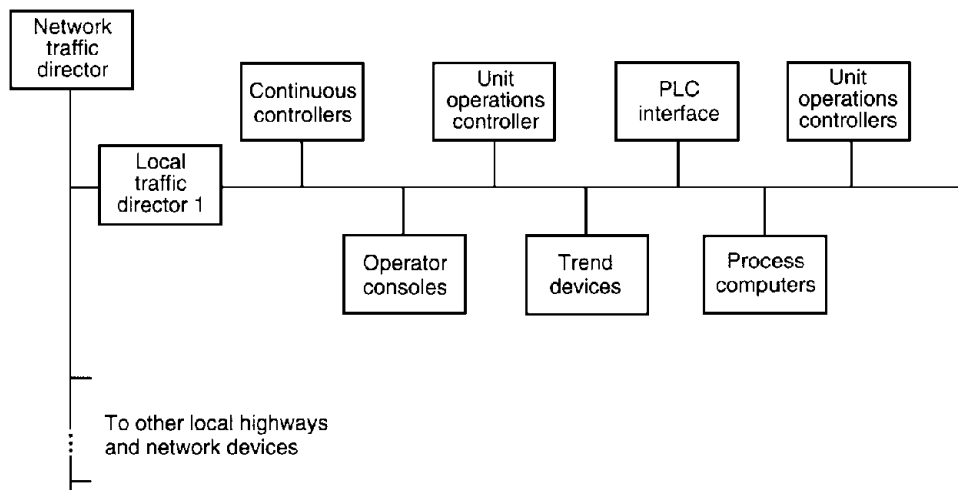 Network
traffic
director
Continuous
controllers
Unit
operations
controller
PLC
interface
Unit
operations
controllers
Local
traffic
director 1
Operator
consoles
Trend
devices
Process
computers
To other local highways
and network devices